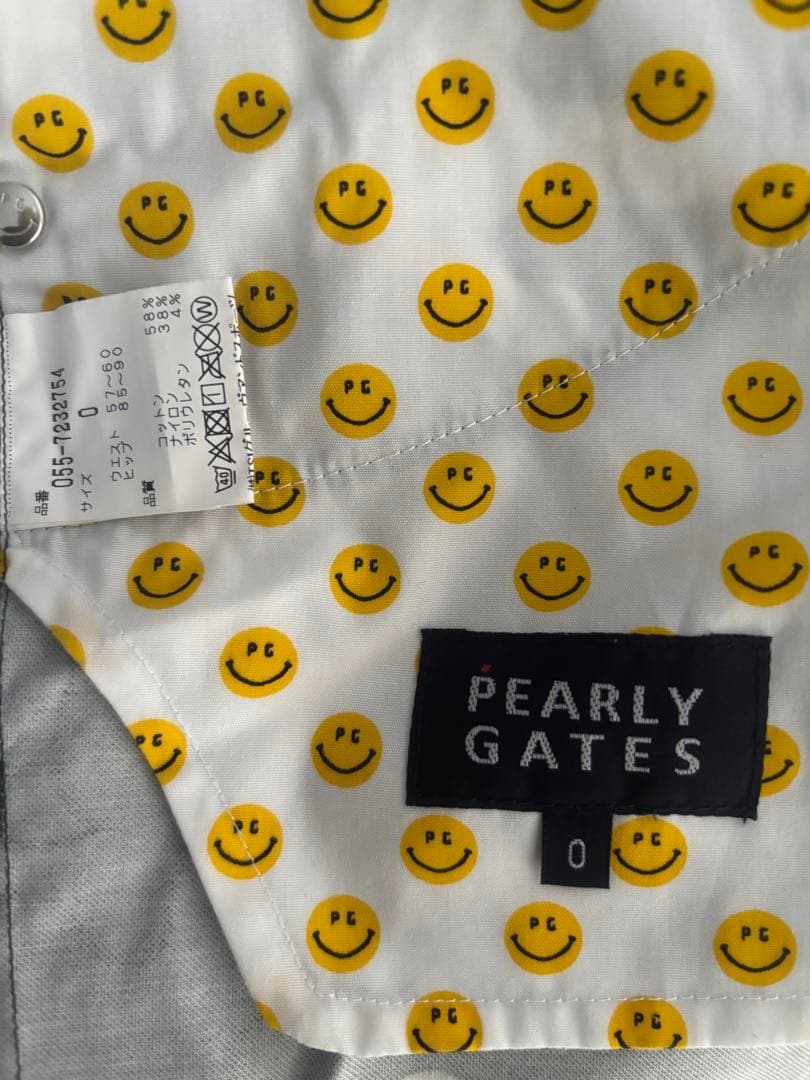 品番
055-7232754
サイズ
0
ウエスト 57～60
ヒップ 85～90
品質
コットン 58%
ナイロン 38%
ポリウレタン 4%
40
W
PEARLY
GATES
0
PG